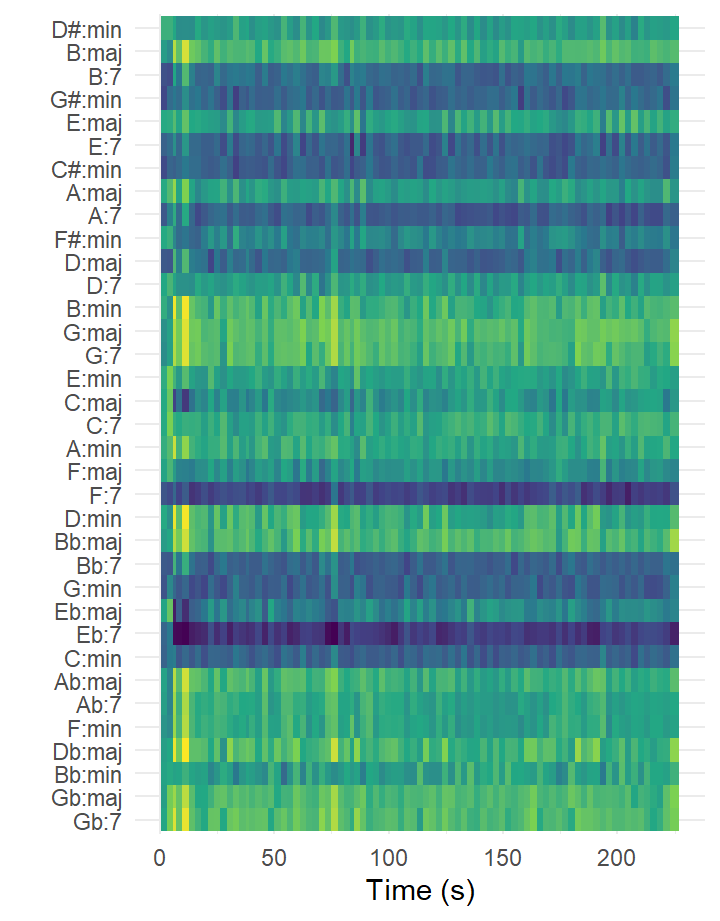 D#:min
B:maj
B:7
G#:min
E:maj
E:7
C#:min
A:maj
A:7
F#:min
D:maj
D:7
B:min
G:maj
G:7
E:min
C:maj
C:7
A:min
F:maj
F:7
D:min
Bb:maj
Bb:7
G:min
Eb:maj
Eb:7
C:min
Ab:maj
Ab:7
F:min
Db:maj
Bb:min
Gb:maj
Gb:7
0 50 100 150 200
Time (s)